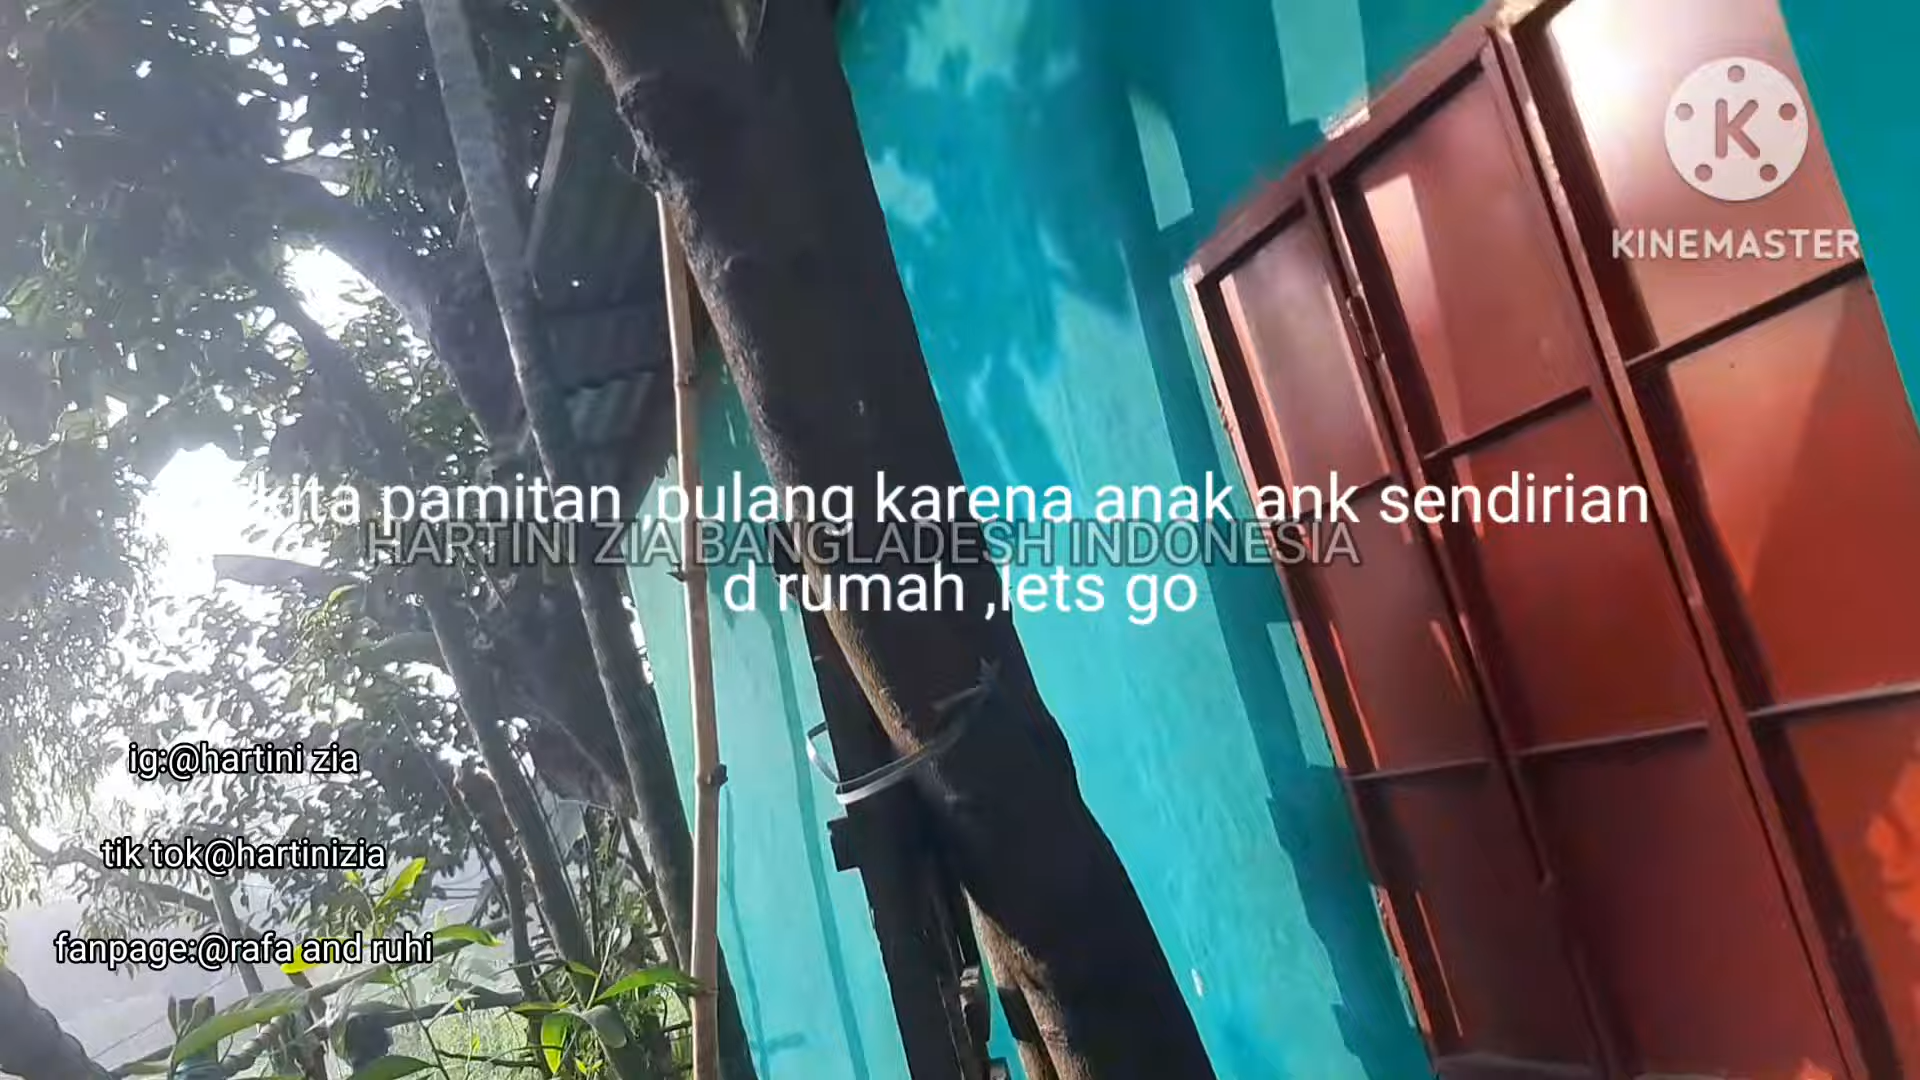 K
KINEMASTER
kita pamitan ,pulang karena anak ank sendirian
HARTINI ZIA BANGLADESH INDONESIA
d rumah ,lets go
ig:@hartini zia
tik tok@hartinizia
fanpage:@rafa and ruhi